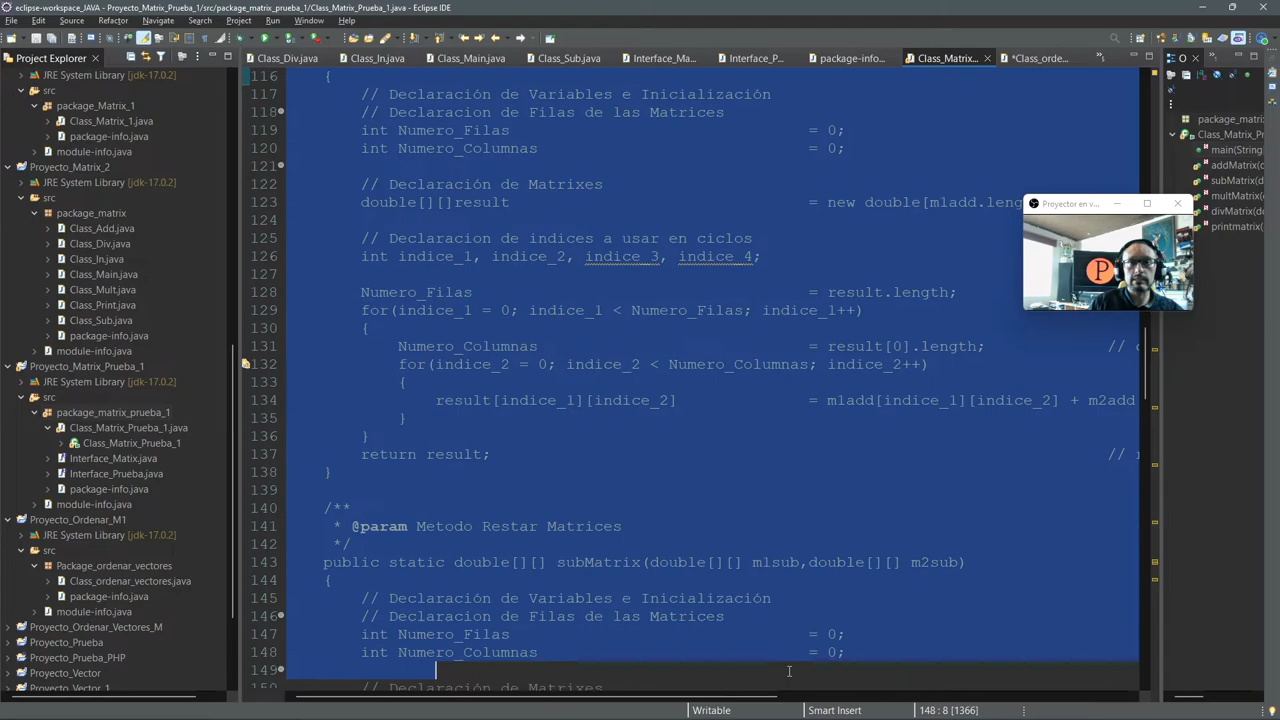 eclipse-workspace_JAVA - Proyecto_Matrix_Prueba_1/src/package_matrix_prueba_1/Class_Matrix_Prueba_1.java - Eclipse IDE
File Edit Source Refactor Navigate Search Project Run Window Help
Project Explorer
Class_Div.java Class_In.java Class_Main.java Class_Sub.java Interface_Ma... Interface_P... package-info... Class_Matrix... *Class_orde...
JRE System Library [jdk-17.0.2]
src
package_Matrix_1
Class_Matrix_1.java
package-info.java
module-info.java
Proyecto_Matrix_2
JRE System Library [jdk-17.0.2]
src
package_matrix
Class_Add.java
Class_Div.java
Class_In.java
Class_Main.java
Class_Mult.java
Class_Print.java
Class_Sub.java
package-info.java
module-info.java
Proyecto_Matrix_Prueba_1
JRE System Library [jdk-17.0.2]
src
package_matrix_prueba_1
Class_Matrix_Prueba_1.java
Class_Matrix_Prueba_1
Interface_Matix.java
Interface_Prueba.java
package-info.java
module-info.java
Proyecto_Ordenar_M1
JRE System Library [jdk-17.0.2]
src
Package_ordenar_vectores
Class_ordenar_vectores.java
package-info.java
module-info.java
Proyecto_Ordenar_Vectores_M
Proyecto_Prueba
Proyecto_Prueba_PHP
Proyecto_Vector
Proyecto_Vector_1
116 {
117 // Declaración de Variables e Inicialización
118 // Declaracion de Filas de las Matrices
119 int Numero_Filas = 0;
120 int Numero_Columnas = 0;
121
122 // Declaración de Matrixes
123 double[][]result = new double[m1add.leng
124
125 // Declaracion de indices a usar en ciclos
126 int indice_1, indice_2, indice_3, indice_4;
127
128 Numero_Filas = result.length;
129 for(indice_1 = 0; indice_1 < Numero_Filas; indice_1++)
130 {
131 Numero_Columnas = result[0].length; //
132 for(indice_2 = 0; indice_2 < Numero_Columnas; indice_2++)
133 {
134 result[indice_1][indice_2] = m1add[indice_1][indice_2] + m2add
135 }
136 }
137 return result; //
138 }
139
140 /**
141 * @param Metodo Restar Matrices
142 */
143 public static double[][] subMatrix(double[][] m1sub,double[][] m2sub)
144 {
145 // Declaración de Variables e Inicialización
146 // Declaracion de Filas de las Matrices
147 int Numero_Filas = 0;
148 int Numero_Columnas = 0;
149
150 // Declaración de Matrixes
O
package_matr
Class_Matrix_Pr
main(String
addMatrix(d
subMatrix(d
multMatrix(
divMatrix(d
printmatrix(
Proyector en v...
P
Writable Smart Insert 148 : 8 [1366]